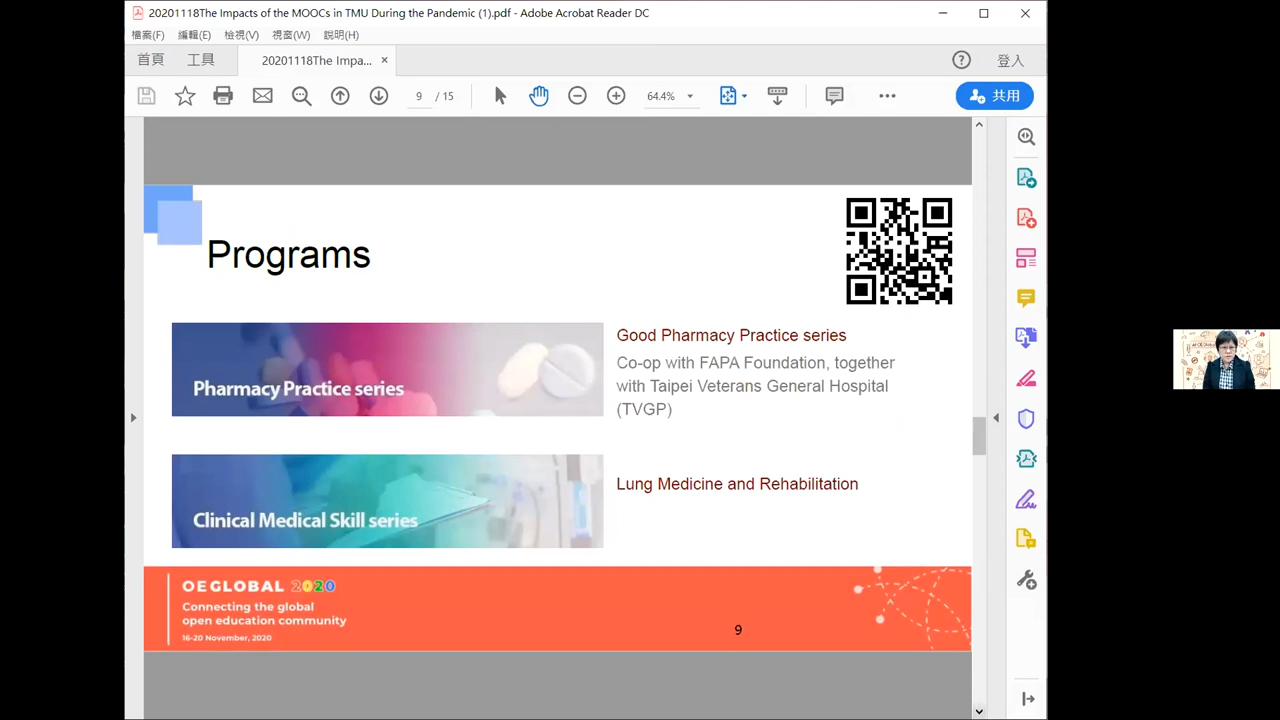 20201118The Impacts of the MOOCs in TMU During the Pandemic (1).pdf - Adobe Acrobat Reader DC
檔案(F) 編輯(E) 檢視(V) 視窗(W) 說明(H)
首頁 工具 20201118The Impa... × 登入
9 / 15 64.4% 共用
Programs
Pharmacy Practice series
Good Pharmacy Practice series
Co-op with FAPA Foundation, together
with Taipei Veterans General Hospital
(TVGP)
Clinical Medical Skill series
Lung Medicine and Rehabilitation
OEGLOBAL 2020
Connecting the global
open education community
16-20 November, 2020
9